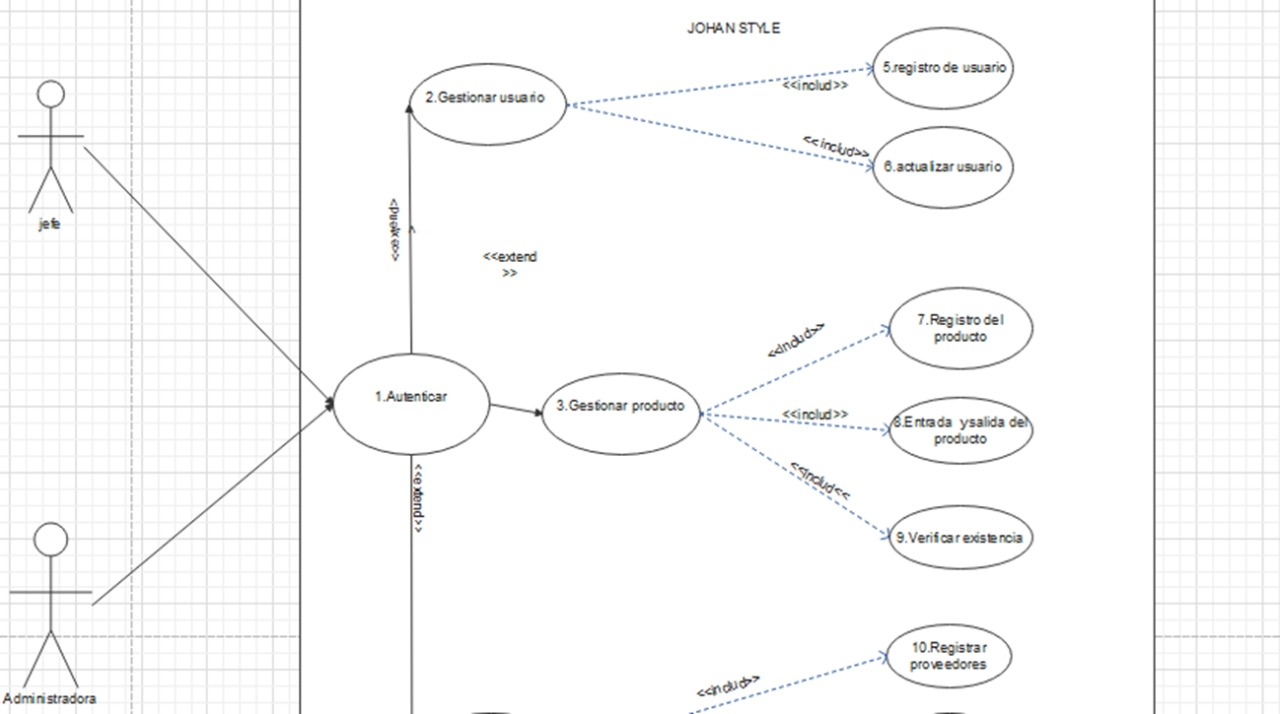 JOHAN STYLE
2.Gestionar usuario
<<includ>>
5.registro de usuario
<<includ>>
6.actualizar usuario
jefe
<<extend
>>
<<includ>>
7.Registro del
producto
1.Autenticar
3.Gestionar producto
<<includ>>
8.Entrada ysalida del
producto
<<extend>>
<<includ<<
9.Verificar existencia
10.Registrar
proveedores
<<includ>>
Administradora